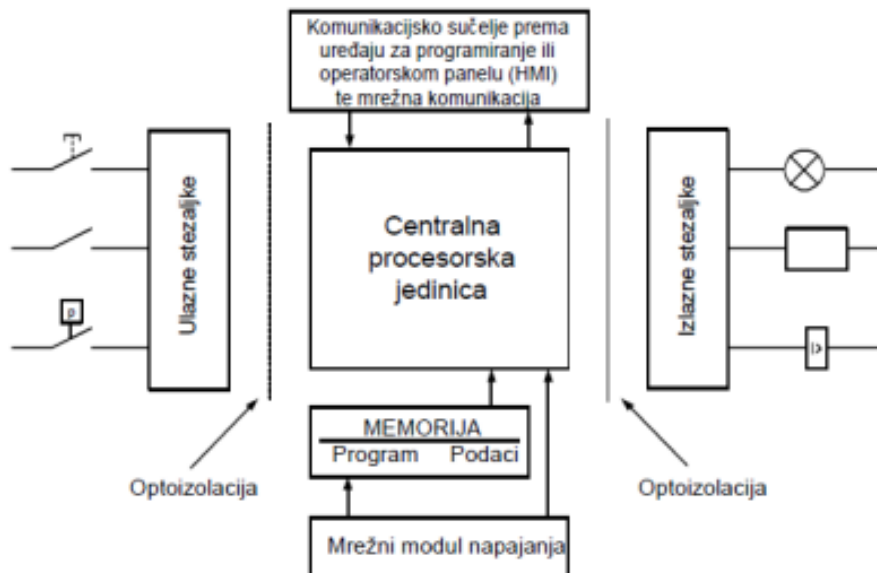 Komunikacijsko sučelje prema
uređaju za programiranje ili
operatorskom panelu (HMI)
te mrežna komunikacija
Ulazne stezaljke
Centralna
procesorska
jedinica
Izlazne stezaljke
p
MEMORIJA
Program Podaci
Optoizolacija
Optoizolacija
Mrežni modul napajanja